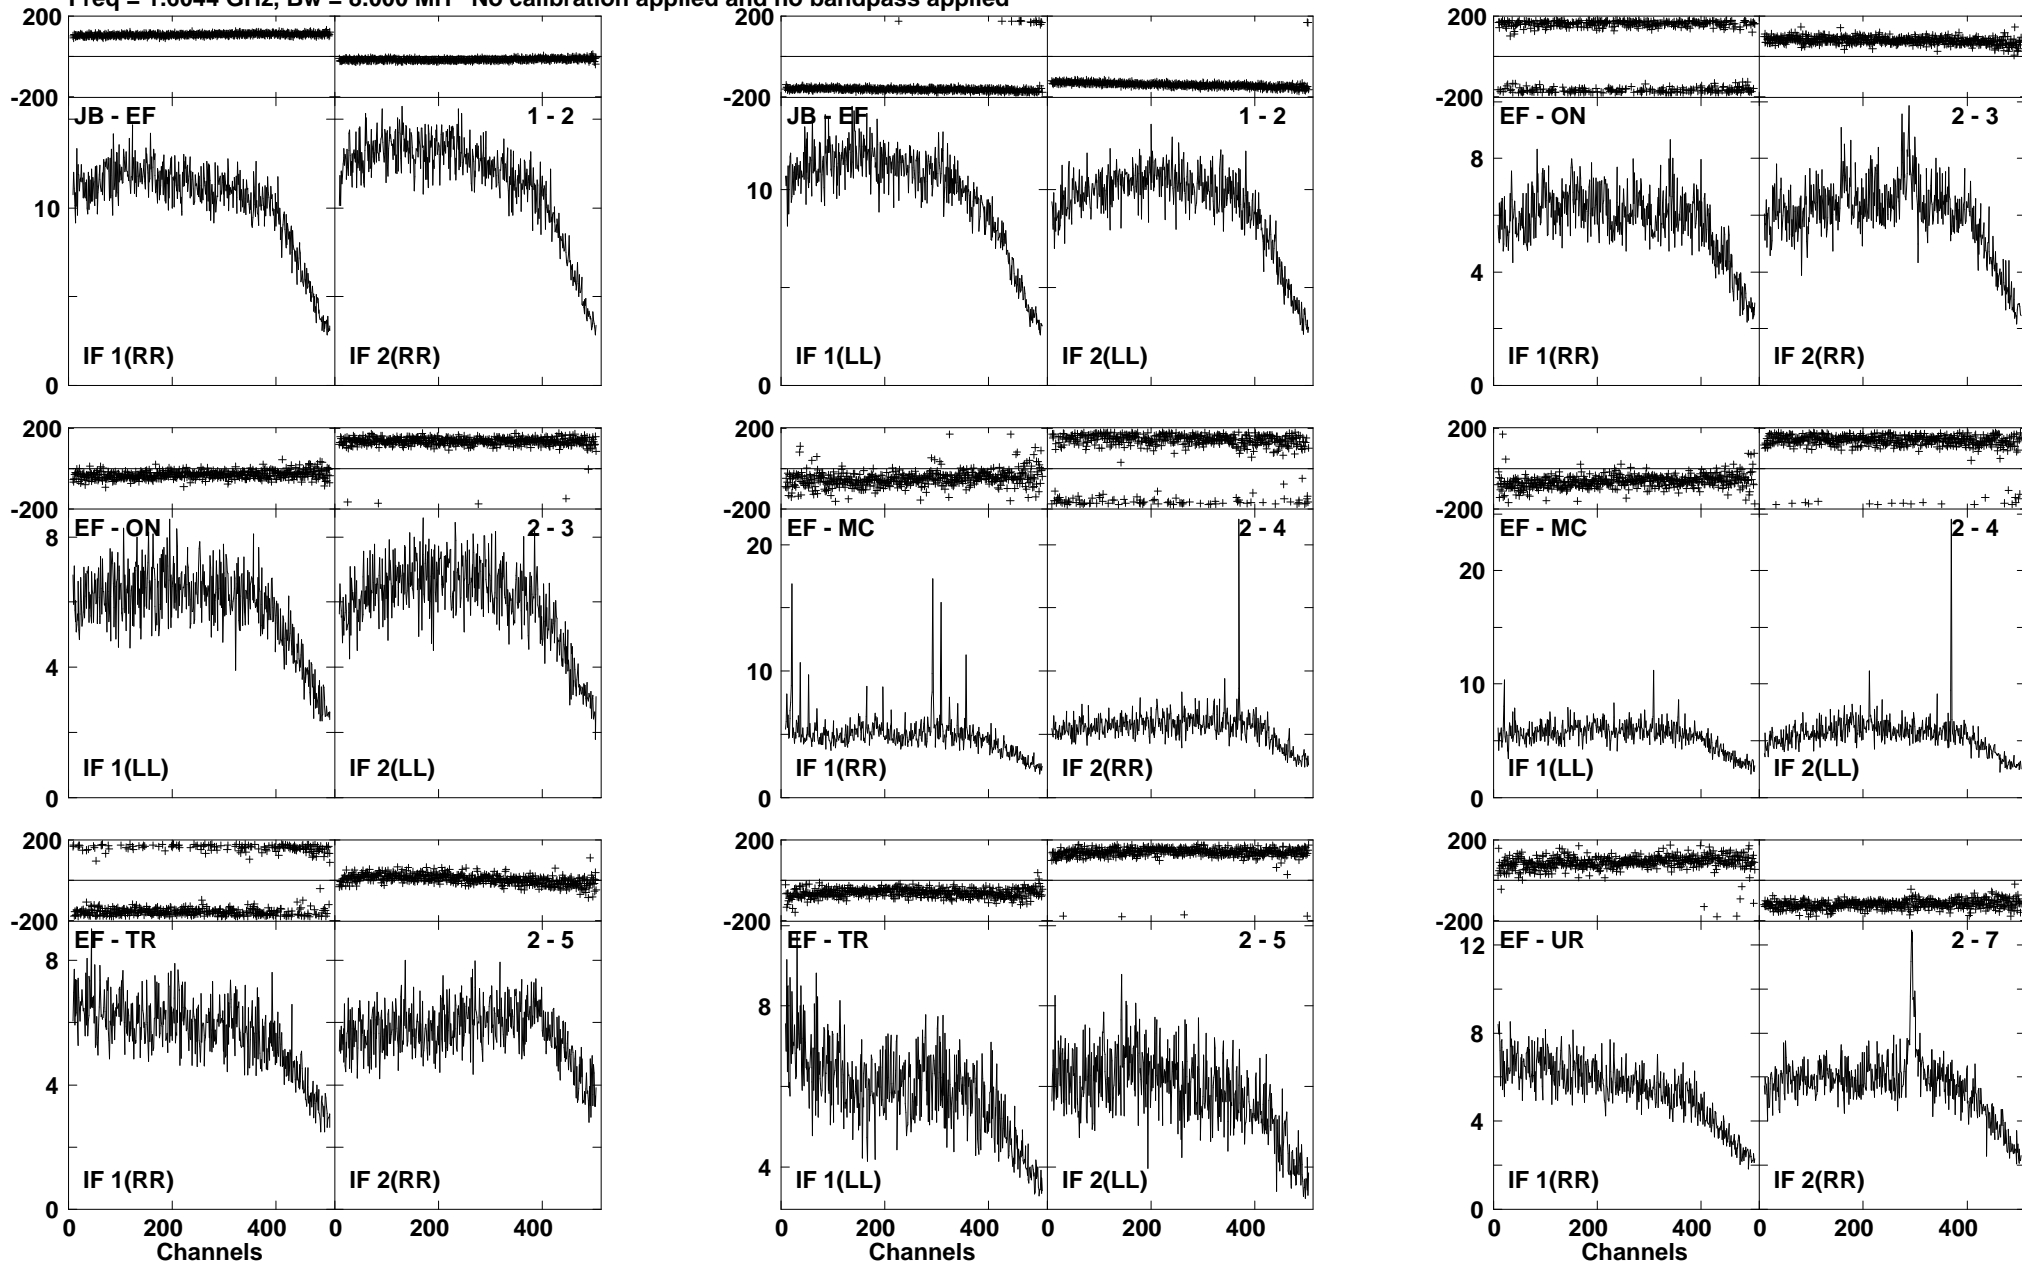 Freq = 1.6044 GHz, Bw = 8.000 MH No calibration applied and no bandpass applied
200
-200
JB - EF
1 - 2
10
0
IF 1(RR)
IF 2(RR)
JB - EF
1 - 2
10
IF 1(LL)
IF 2(LL)
200
-200
EF - ON
2 - 3
8
4
0
IF 1(RR)
IF 2(RR)
200
-200
EF - ON
2 - 3
8
4
0
IF 1(LL)
IF 2(LL)
EF - MC
2 - 4
20
10
0
IF 1(RR)
IF 2(RR)
200
-200
EF - MC
2 - 4
20
10
0
IF 1(LL)
IF 2(LL)
200
-200
EF - TR
2 - 5
8
4
0
IF 1(RR)
IF 2(RR)
0 200 400 0 200 400
Channels
200
-200
EF - TR
2 - 5
8
4
IF 1(LL)
IF 2(LL)
0 200 400 0 200 400
Channels
200
-200
EF - UR
2 - 7
12
8
4
0
IF 1(RR)
IF 2(RR)
0 200 400 0 200 400
Channels